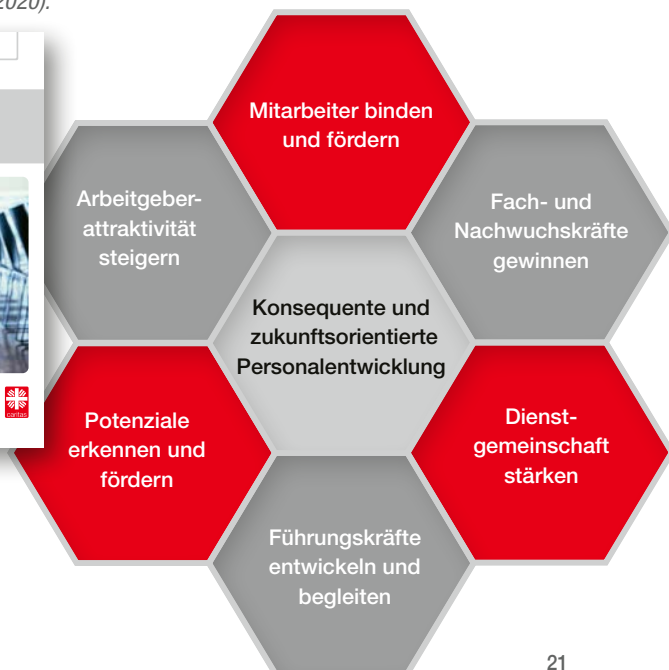 2020).
Mitarbeiter binden
und fördern
Arbeitgeber-
attraktivität
steigern
Fach- und
Nachwuchskräfte
gewinnen
Konsequente und
zukunftsorientierte
Personalentwicklung
Potenziale
erkennen und
fördern
Dienst-
gemeinschaft
stärken
Führungskräfte
entwickeln und
begleiten
caritas
21